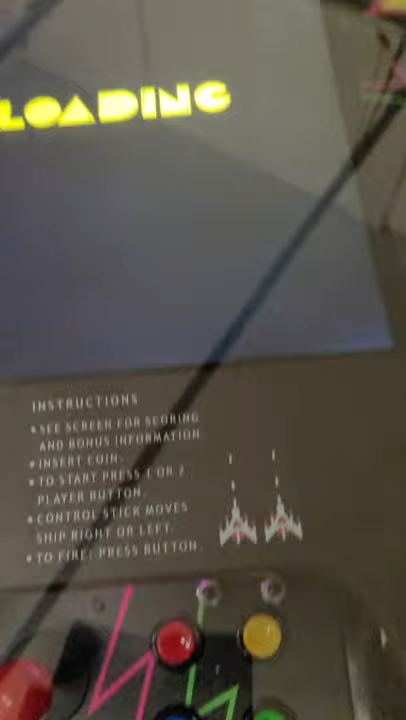 LOADING
INSTRUCTIONS
• SEE SCREEN FOR SCORING
AND BONUS INFORMATION
• INSERT COIN.
• TO START PRESS 1 OR 2
PLAYER BUTTON.
• CONTROL STICK MOVES
SHIP RIGHT OR LEFT.
• TO FIRE: PRESS BUTTON.